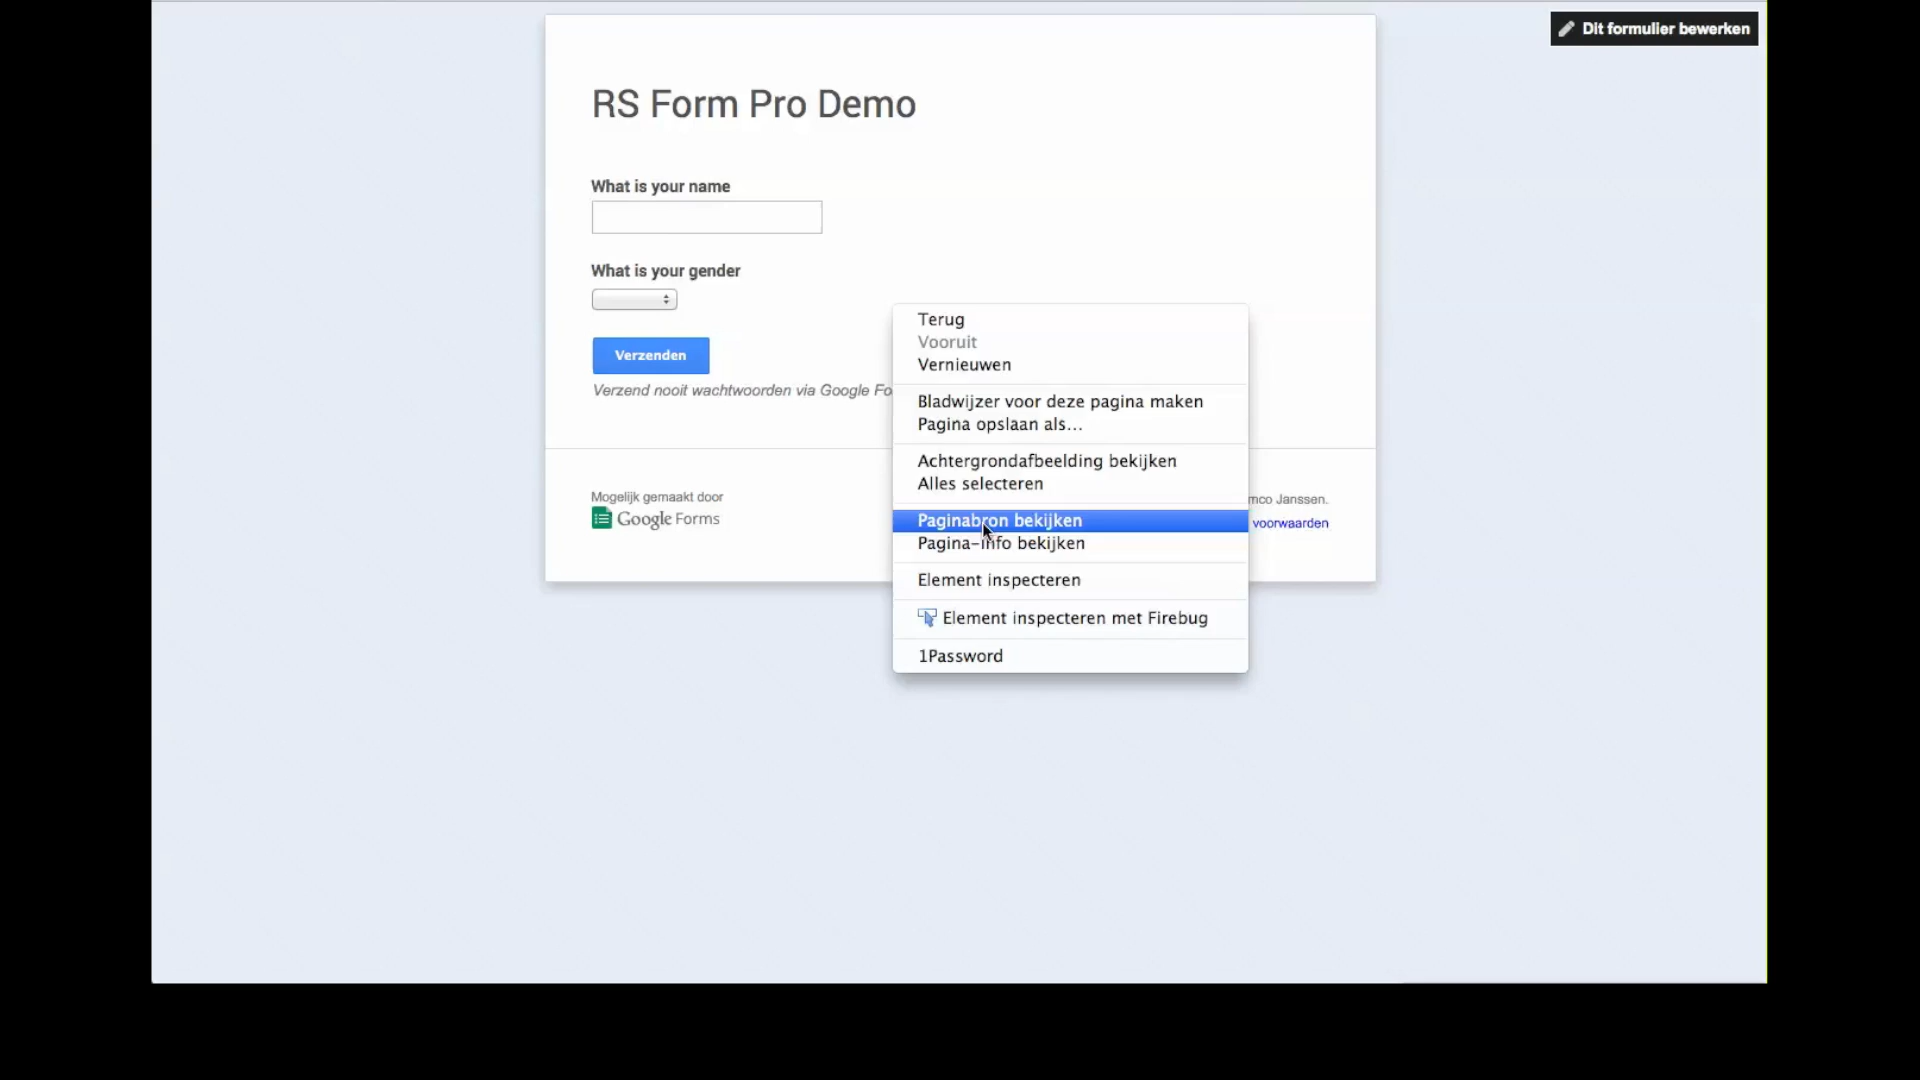 Dit formulier bewerken
RS Form Pro Demo
What is your name
What is your gender
Verzenden
Verzend nooit wachtwoorden via Google Fo
Terug
Vooruit
Vernieuwen
Bladwijzer voor deze pagina maken
Pagina opslaan als...
Achtergrondafbeelding bekijken
Alles selecteren
Paginabron bekijken
Pagina-info bekijken
Element inspecteren
Element inspecteren met Firebug
1Password
Mogelijk gemaakt door
Google Forms
mco Janssen.
voorwaarden